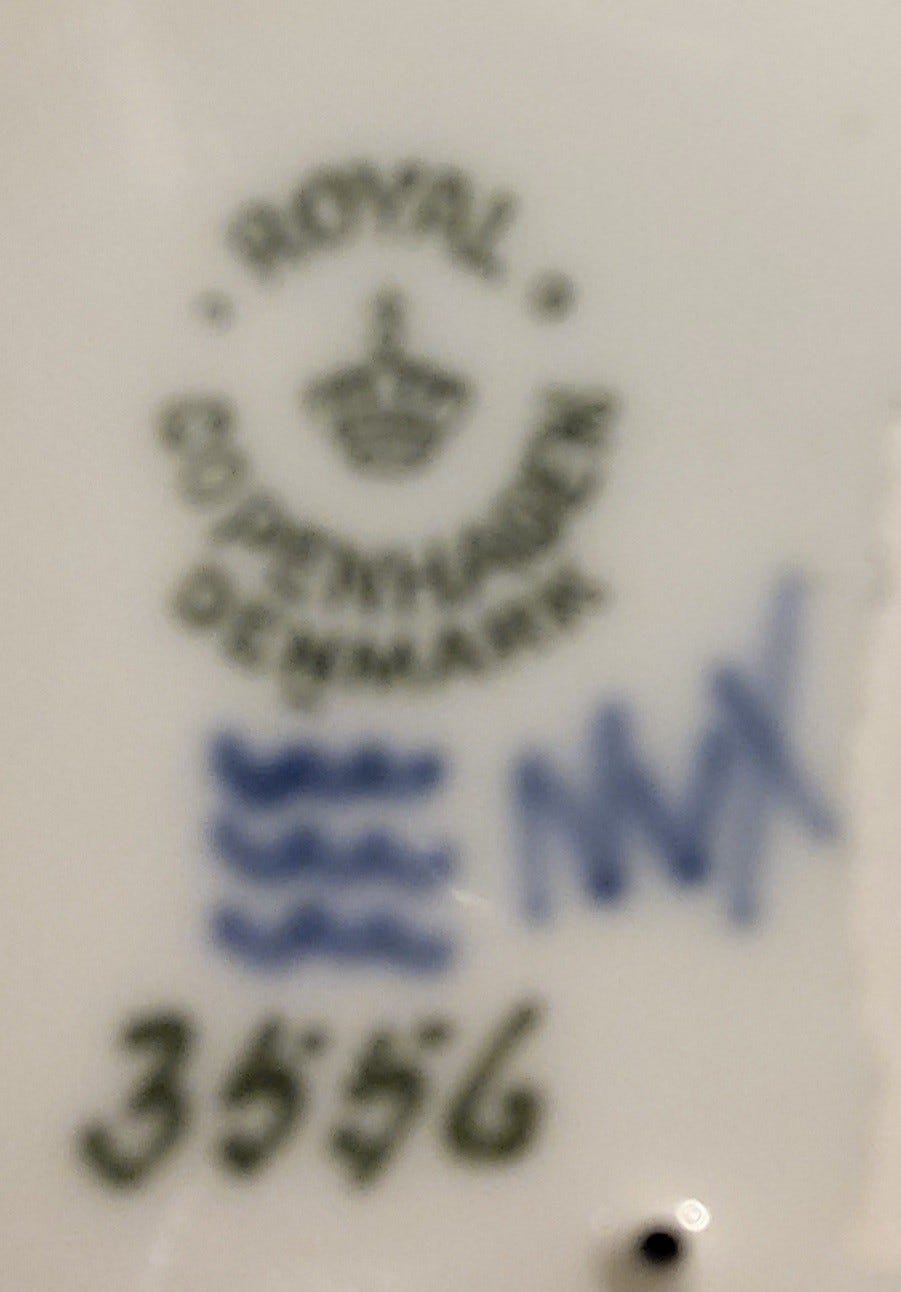 ROYAL
COPENHAGEN
DENMARK
3556